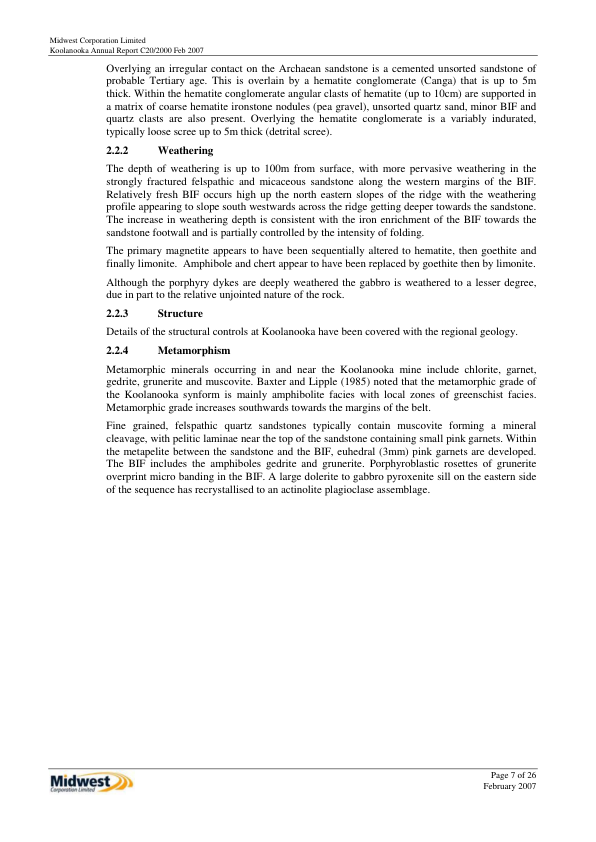 Midwest Corporation Limited
Koolanooka Annual Report C20/2000 Feb 2007
Overlying an irregular contact on the Archaean sandstone is a cemented unsorted sandstone of
probable Tertiary age. This is overlain by a hematite conglomerate (Canga) that is up to 5m
thick. Within the hematite conglomerate angular clasts of hematite (up to 10cm) are supported in
a matrix of coarse hematite ironstone nodules (pea gravel), unsorted quartz sand, minor BIF and
quartz clasts are also present. Overlying the hematite conglomerate is a variably indurated,
typically loose scree up to 5m thick (detrital scree).
2.2.2 Weathering
The depth of weathering is up to 100m from surface, with more pervasive weathering in the
strongly fractured felspathic and micaceous sandstone along the western margins of the BIF.
Relatively fresh BIF occurs high up the north eastern slopes of the ridge with the weathering
profile appearing to slope south westwards across the ridge getting deeper towards the sandstone.
The increase in weathering depth is consistent with the iron enrichment of the BIF towards the
sandstone footwall and is partially controlled by the intensity of folding.
The primary magnetite appears to have been sequentially altered to hematite, then goethite and
finally limonite. Amphibole and chert appear to have been replaced by goethite then by limonite.
Although the porphyry dykes are deeply weathered the gabbro is weathered to a lesser degree,
due in part to the relative unjointed nature of the rock.
2.2.3 Structure
Details of the structural controls at Koolanooka have been covered with the regional geology.
2.2.4 Metamorphism
Metamorphic minerals occurring in and near the Koolanooka mine include chlorite, garnet,
gedrite, grunerite and muscovite. Baxter and Lipple (1985) noted that the metamorphic grade of
the Koolanooka synform is mainly amphibolite facies with local zones of greenschist facies.
Metamorphic grade increases southwards towards the margins of the belt.
Fine grained, felspathic quartz sandstones typically contain muscovite forming a mineral
cleavage, with pelitic laminae near the top of the sandstone containing small pink garnets. Within
the metapelite between the sandstone and the BIF, euhedral (3mm) pink garnets are developed.
The BIF includes the amphiboles gedrite and grunerite. Porphyroblastic rosettes of grunerite
overprint micro banding in the BIF. A large dolerite to gabbro pyroxenite sill on the eastern side
of the sequence has recrystallised to an actinolite plagioclase assemblage.
Midwest
Corporation Limited
Page 7 of 26
February 2007